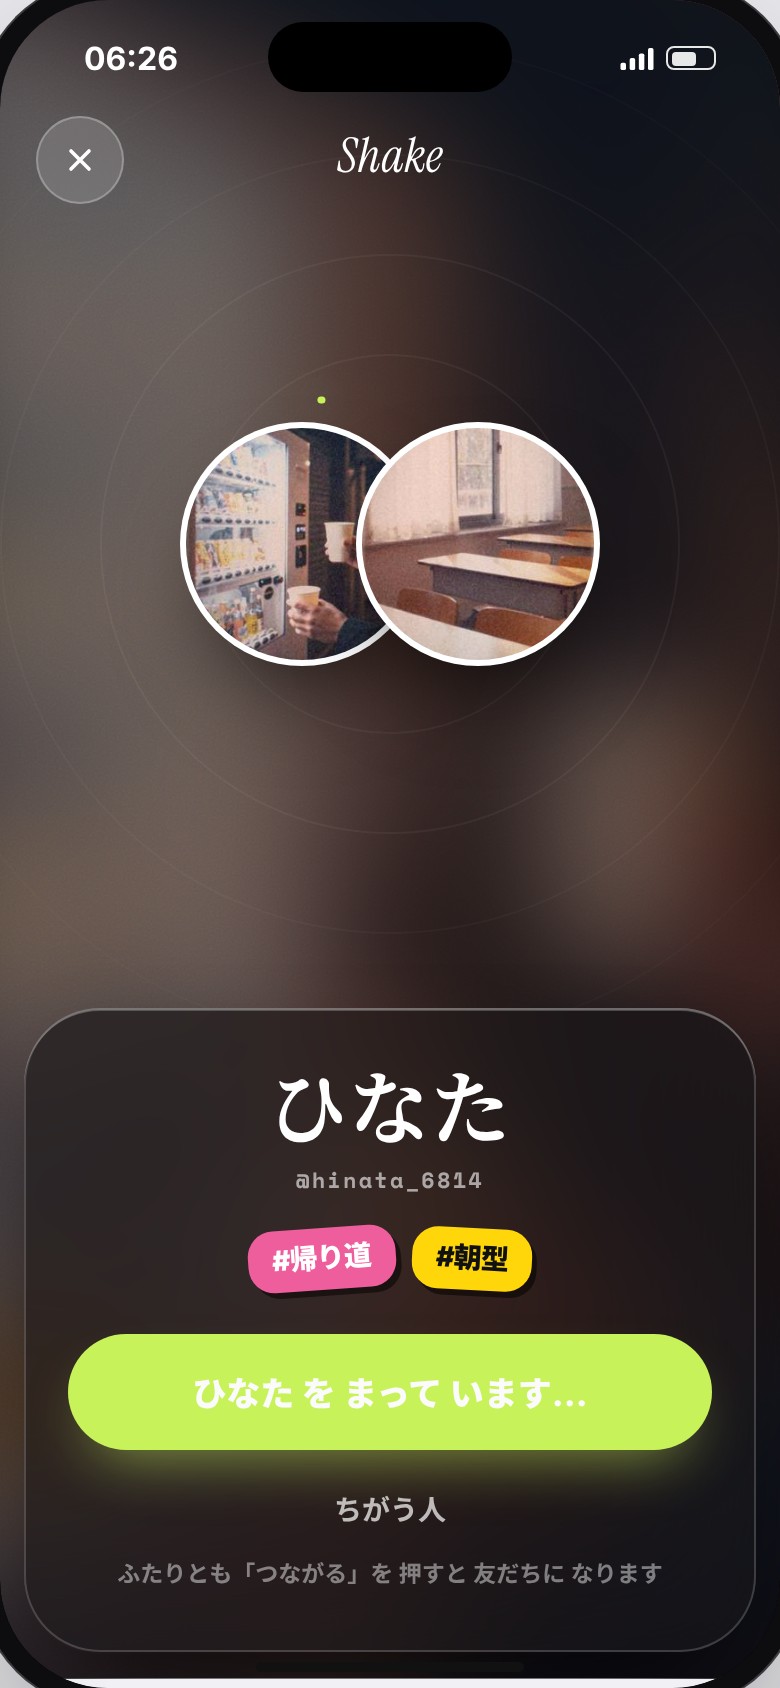 06:26
Shake
ひなた
@hinata_6814
#帰り道 #朝型
ひなた を まって います...
ちがう人
ふたりとも「つながる」を 押すと 友だちに なります